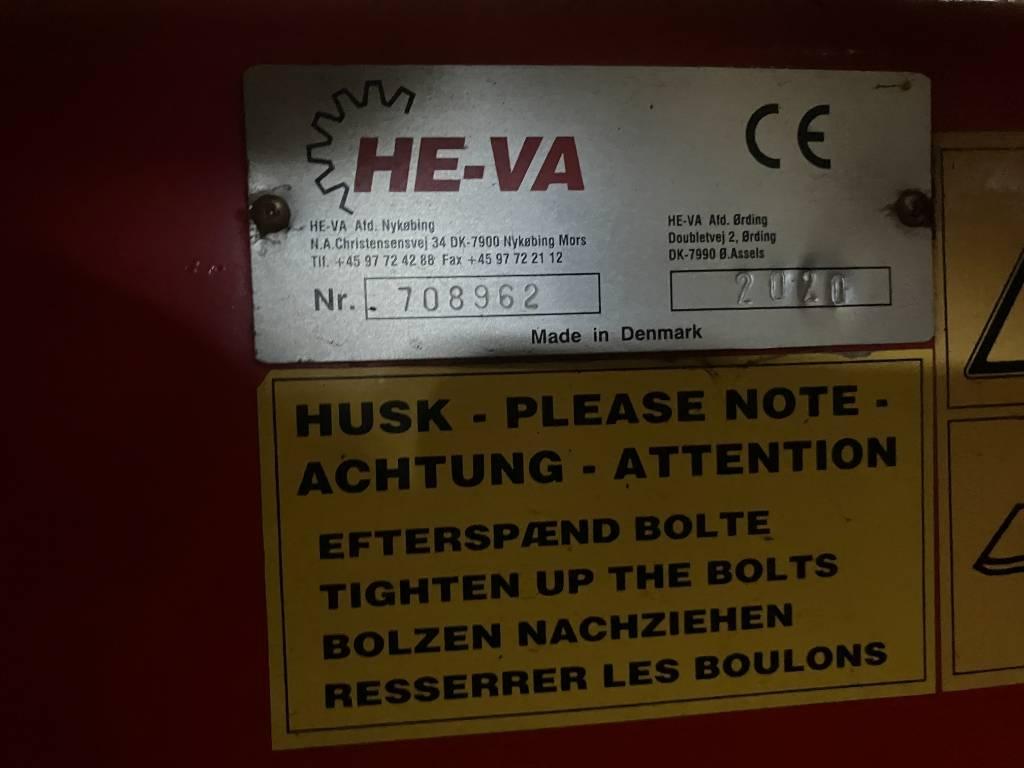 HE-VA
CE
HE-VA Afd. Nykøbing
N.A.Christensensvej 34 DK-7900 Nykøbing Mors
Tlf. +45 97 72 42 88 Fax +45 97 72 21 12
HE-VA Afd. Ørding
Doubletvej 2, Ørding
DK-7990 Ø.Assels
Nr. 708962
2020
Made in Denmark
HUSK - PLEASE NOTE -
ACHTUNG - ATTENTION
EFTERSPÆND BOLTE
TIGHTEN UP THE BOLTS
BOLZEN NACHZIEHEN
RESSERRER LES BOULONS